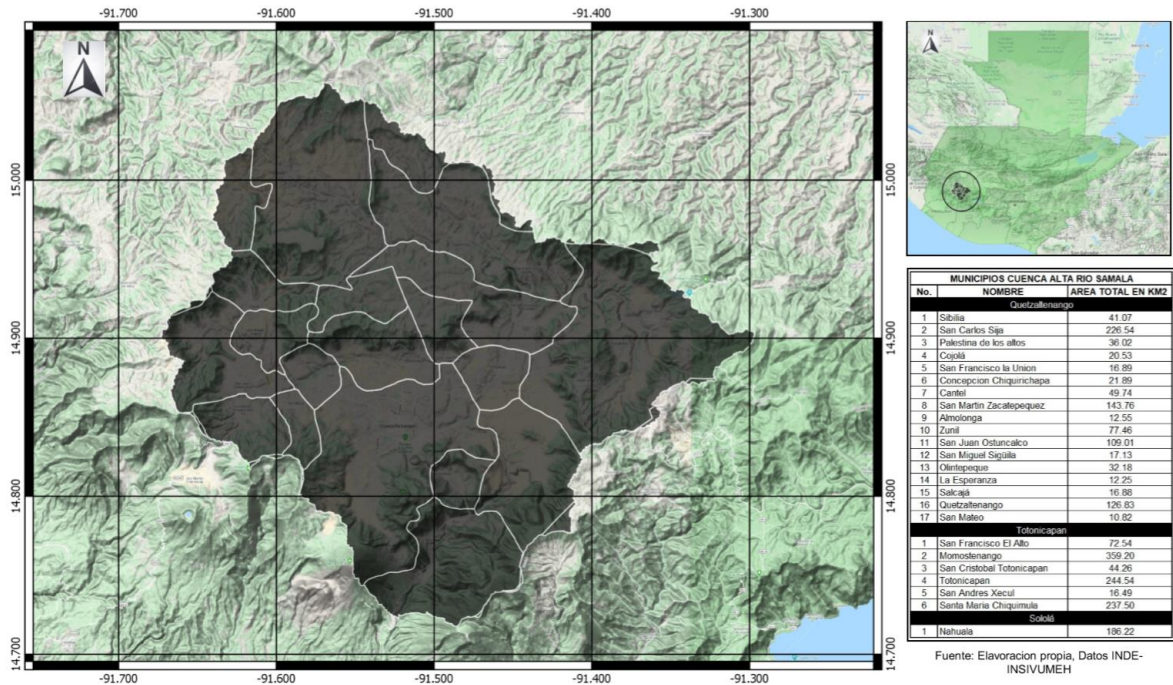 -91.700 -91.600 -91.500 -91.400 -91.300
N
N
15.000 15.000
14.900 14.900
14.800 14.800
14.700 14.700
-91.700 -91.600 -91.500 -91.400 -91.300
MUNICIPIOS CUENCA ALTA RIO SAMALA
No. NOMBRE AREA TOTAL EN KM2
Quetzaltenango
1 Sibilia 41.07
2 San Carlos Sija 226.54
3 Palestina de los altos 36.02
4 Cojolá 20.53
5 San Francisco la Union 16.89
6 Concepcion Chiquirichapa 21.89
7 Cantel 49.74
8 San Martin Zacatepequez 143.76
9 Almolonga 12.55
10 Zunil 77.46
11 San Juan Ostuncalco 109.01
12 San Miguel Sigüila 17.13
13 Olintepeque 32.18
14 La Esperanza 12.25
15 Salcajá 16.88
16 Quetzaltenango 126.83
17 San Mateo 10.82
Totonicapan
1 San Francisco El Alto 72.54
2 Momostenango 359.20
3 San Cristobal Totonicapan 44.26
4 Totonicapan 244.54
5 San Andres Xecul 16.49
6 Santa Maria Chiquimula 237.50
Sololá
1 Nahuala 186.22
Fuente: Elavoracion propia, Datos INDE-
INSIVUMEH